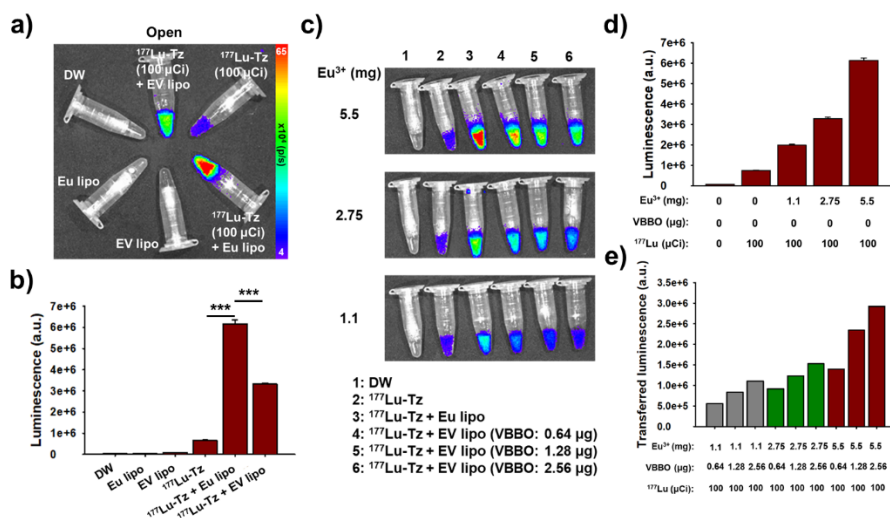 a)
Open
DW
¹⁷⁷Lu-Tz
(100 µCi)
+ EV lipo
¹⁷⁷Lu-Tz
(100 µCi)
Eu lipo
EV lipo
¹⁷⁷Lu-Tz
(100 µCi)
+ Eu lipo
65
x10⁴ (p/s)
4
b)
Luminescence (a.u.)
7e+6
6e+6
5e+6
4e+6
3e+6
2e+6
1e+6
0
***
***
DW
Eu lipo
EV lipo
¹⁷⁷Lu-Tz
¹⁷⁷Lu-Tz + Eu lipo
¹⁷⁷Lu-Tz + EV lipo
c)
1 2 3 4 5 6
Eu³⁺ (mg)
5.5
2.75
1.1
1: DW
2: ¹⁷⁷Lu-Tz
3: ¹⁷⁷Lu-Tz + Eu lipo
4: ¹⁷⁷Lu-Tz + EV lipo (VBBO: 0.64 µg)
5: ¹⁷⁷Lu-Tz + EV lipo (VBBO: 1.28 µg)
6: ¹⁷⁷Lu-Tz + EV lipo (VBBO: 2.56 µg)
d)
Luminescence (a.u.)
7e+6
6e+6
5e+6
4e+6
3e+6
2e+6
1e+6
0
Eu³⁺ (mg): 0 0 1.1 2.75 5.5
VBBO (µg): 0 0 0 0 0
¹⁷⁷Lu (µCi): 0 100 100 100 100
e)
Transferred luminescence (a.u.)
3.5e+6
3.0e+6
2.5e+6
2.0e+6
1.5e+6
1.0e+6
5.0e+5
0.0
Eu³⁺ (mg): 1.1 1.1 1.1 2.75 2.75 2.75 5.5 5.5 5.5
VBBO (µg): 0.64 1.28 2.56 0.64 1.28 2.56 0.64 1.28 2.56
¹⁷⁷Lu (µCi): 100 100 100 100 100 100 100 100 100